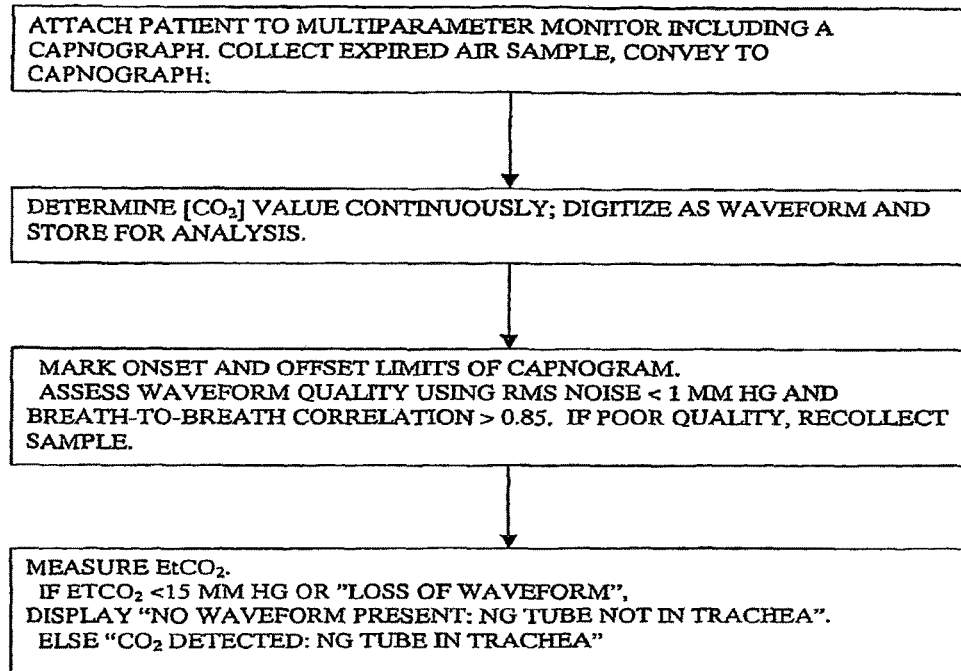 ATTACH PATIENT TO MULTIPARAMETER MONITOR INCLUDING A
CAPNOGRAPH. COLLECT EXPIRED AIR SAMPLE, CONVEY TO
CAPNOGRAPH:
DETERMINE [CO₂] VALUE CONTINUOUSLY; DIGITIZE AS WAVEFORM AND
STORE FOR ANALYSIS.
MARK ONSET AND OFFSET LIMITS OF CAPNOGRAM.
ASSESS WAVEFORM QUALITY USING RMS NOISE < 1 MM HG AND
BREATH-TO-BREATH CORRELATION > 0.85. IF POOR QUALITY, RECOLLECT
SAMPLE.
MEASURE EtCO₂.
IF ETCO₂ <15 MM HG OR "LOSS OF WAVEFORM",
DISPLAY "NO WAVEFORM PRESENT: NG TUBE NOT IN TRACHEA".
ELSE "CO₂ DETECTED: NG TUBE IN TRACHEA"